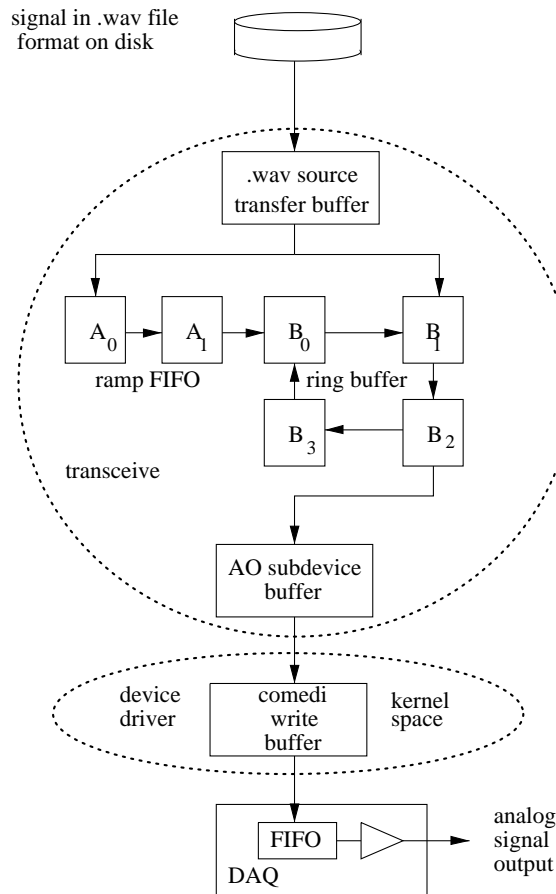 signal in .wav file
format on disk
.wav source
transfer buffer
A0
A1
B0
B1
ramp FIFO
ring buffer
B3
B2
transceive
AO subdevice
buffer
device
driver
comedi
write
buffer
kernel
space
FIFO
DAQ
analog
signal
output